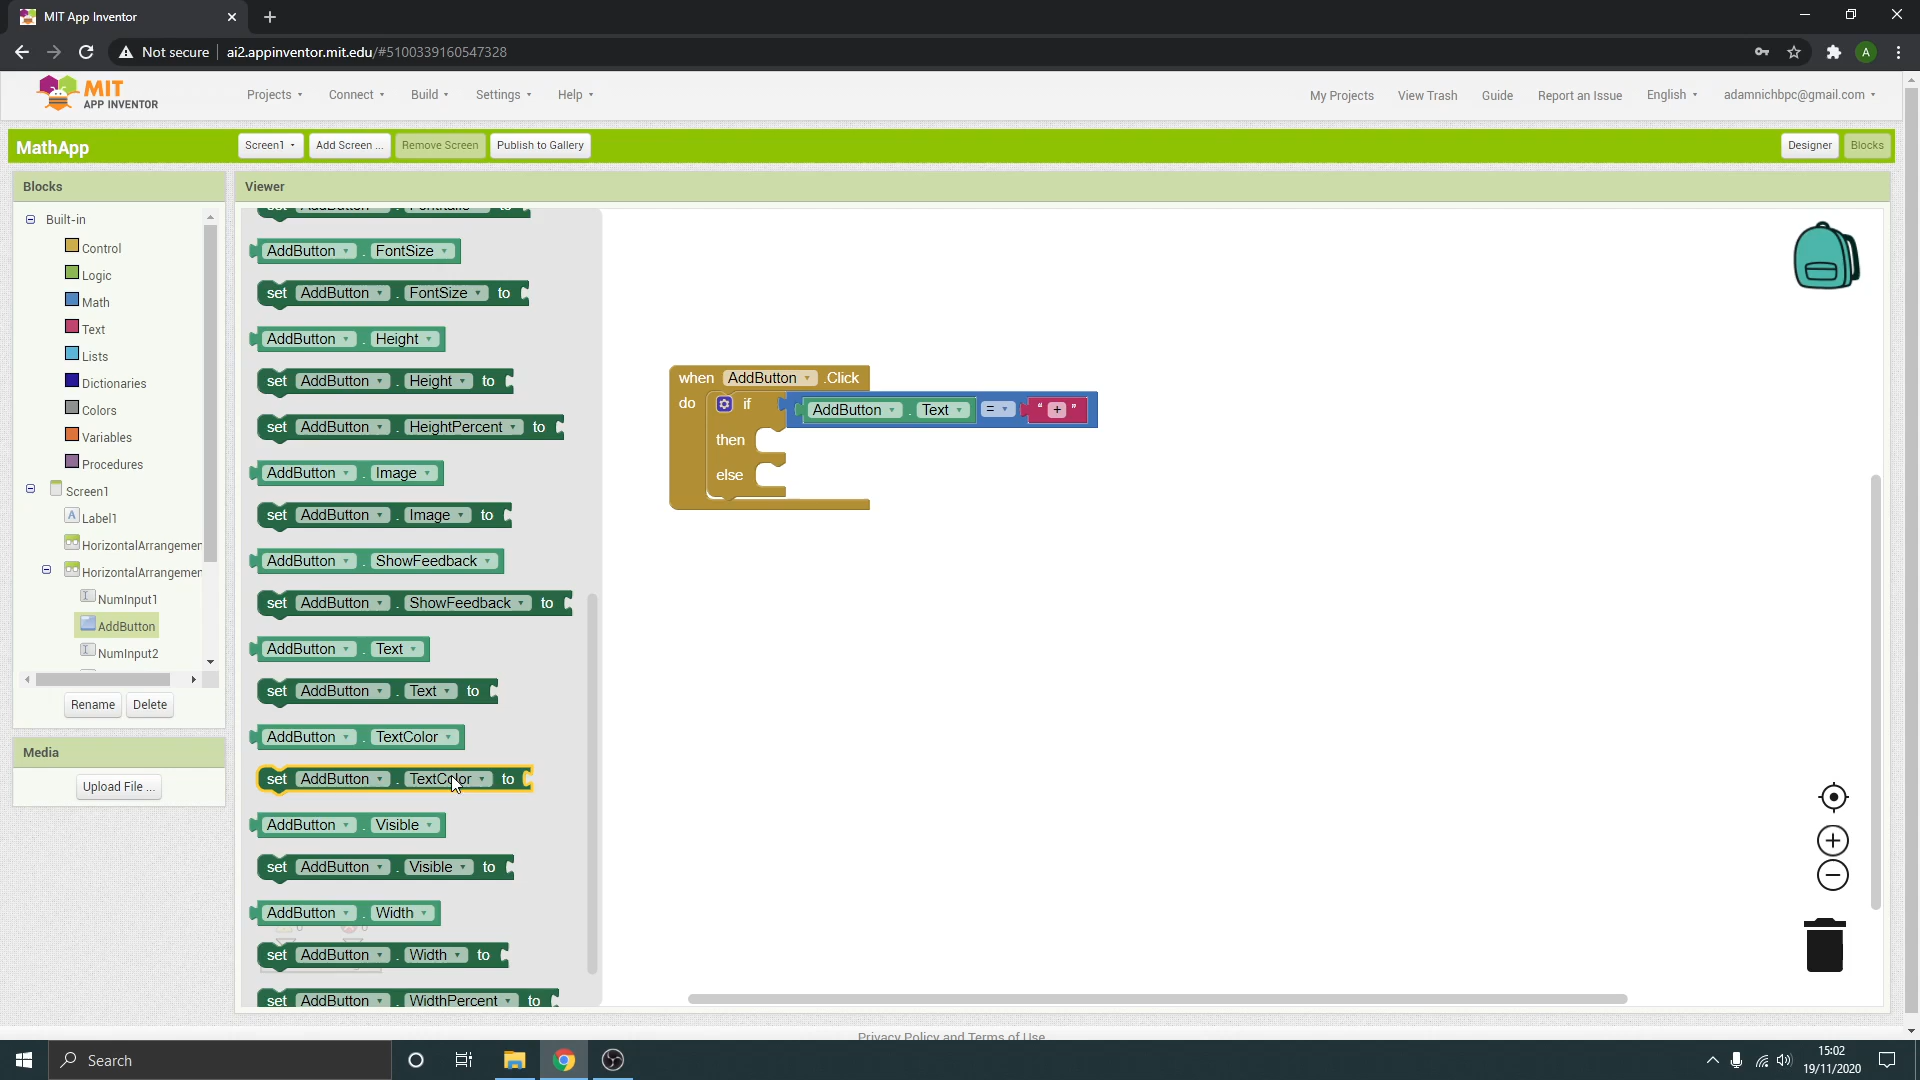 MIT App Inventor
Not secure ai2.appinventor.mit.edu/#5100339160547328
A
MIT
APP INVENTOR
Projects Connect Build Settings Help My Projects View Trash Guide Report an Issue English adamnichbpc@gmail.com
MathApp Screen1 Add Screen ... Remove Screen Publish to Gallery Designer Blocks
Blocks
Built-in
Control
Logic
Math
Text
Lists
Dictionaries
Colors
Variables
Procedures
Screen1
Label1
HorizontalArrangemer
HorizontalArrangemer
NumInput1
AddButton
NumInput2
Rename Delete
Media
Upload File ...
Viewer
AddButton . FontSize
set AddButton . FontSize to
AddButton . Height
set AddButton . Height to
set AddButton . HeightPercent to
AddButton . Image
set AddButton . Image to
AddButton . ShowFeedback
set AddButton . ShowFeedback to
AddButton . Text
set AddButton . Text to
AddButton . TextColor
set AddButton . TextColor to
AddButton . Visible
set AddButton . Visible to
AddButton . Width
set AddButton . Width to
set AddButton . WidthPercent to
when AddButton .Click
do if AddButton . Text = " + "
then
else
Privacy Policy and Terms of Use
Search
15:02
19/11/2020